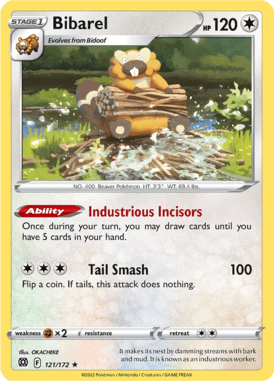 STAGE 1 Bibarel HP 120
Evolves from Bidoof
NO. 400 Beaver Pokémon HT: 3'3" WT: 69.4 lbs.
Ability Industrious Incisors
Once during your turn, you may draw cards until you
have 5 cards in your hand.
Tail Smash 100
Flip a coin. If tails, this attack does nothing.
weakness ×2 resistance retreat
Illus. OKACHEKE
F 121/172 ★
It makes its nest by damming streams with bark
and mud. It is known as an industrious worker.
©2022 Pokémon / Nintendo / Creatures / GAME FREAK